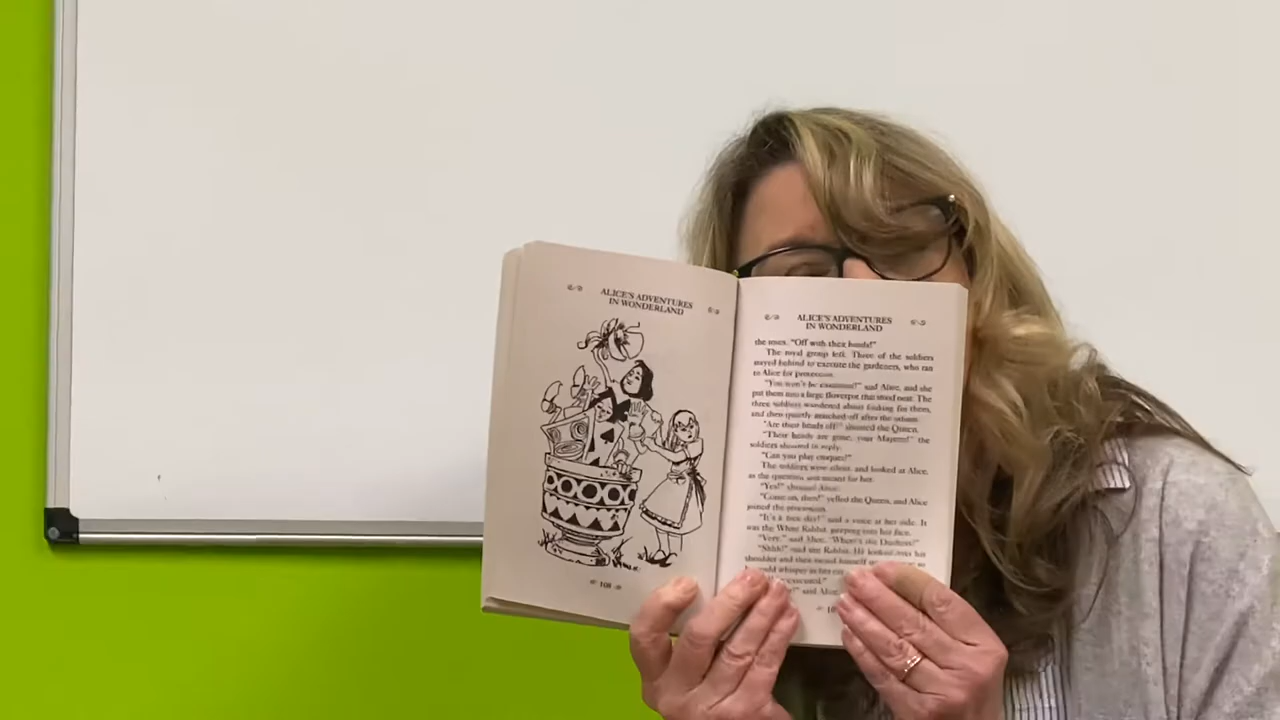 ALICE'S ADVENTURES
IN WONDERLAND
108
ALICE'S ADVENTURES
IN WONDERLAND
the roses. "Off with their heads!"
The royal group left. Three of the soldiers
stayed behind to execute the gardeners, who ran
to Alice for protection.
"You won't be executed!" said Alice, and she
put them into a large flowerpot that stood near. The
three soldiers wandered about looking for them,
and then quietly marched off after the others.
"Are their heads off?" shouted the Queen.
"Their heads are gone, your Majesty!" the
soldiers shouted in reply.
"Can you play croquet?"
The soldiers were silent, and looked at Alice,
as the question was meant for her.
"Yes!" shouted Alice.
"Come on, then!" yelled the Queen, and Alice
joined the procession.
"It's a fine day!" said a voice at her side. It
was the White Rabbit, peeping into her face.
"Very," said Alice. "Where's the Duchess?"
"Shhh!" said the Rabbit. He looked over his
shoulder and then raised himself
could whisper in her ear
executed."
said Alice.